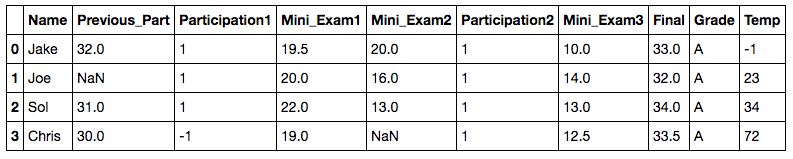 Name Previous_Part Participation1 Mini_Exam1 Mini_Exam2 Participation2 Mini_Exam3 Final Grade Temp
0 Jake 32.0 1 19.5 20.0 1 10.0 33.0 A -1
1 Joe NaN 1 20.0 16.0 1 14.0 32.0 A 23
2 Sol 31.0 1 22.0 13.0 1 13.0 34.0 A 34
3 Chris 30.0 -1 19.0 NaN 1 12.5 33.5 A 72